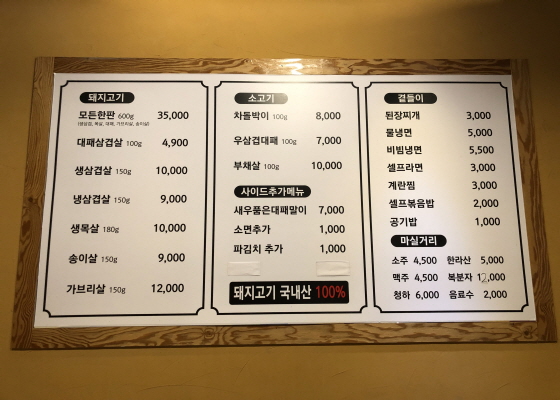 돼지고기
모든한판 600g 35,000
대패삼겹살 100g 4,900
생삼겹살 150g 10,000
냉삼겹살 150g 9,000
생목살 180g 10,000
송이살 150g 9,000
가브리살 150g 12,000
소고기
차돌박이 100g 8,000
우삼겹대패 100g 7,000
부채살 100g 10,000
사이드추가메뉴
새우품은대패말이 7,000
소면추가 1,000
파김치 추가 1,000
돼지고기 국내산 100%
곁들이
된장찌개 3,000
물냉면 5,000
비빔냉면 5,500
셀프라면 3,000
계란찜 3,000
셀프볶음밥 2,000
공기밥 1,000
마실거리
소주 4,500 한라산 5,000
맥주 4,500 복분자
청하 6,000 음료수 2,000